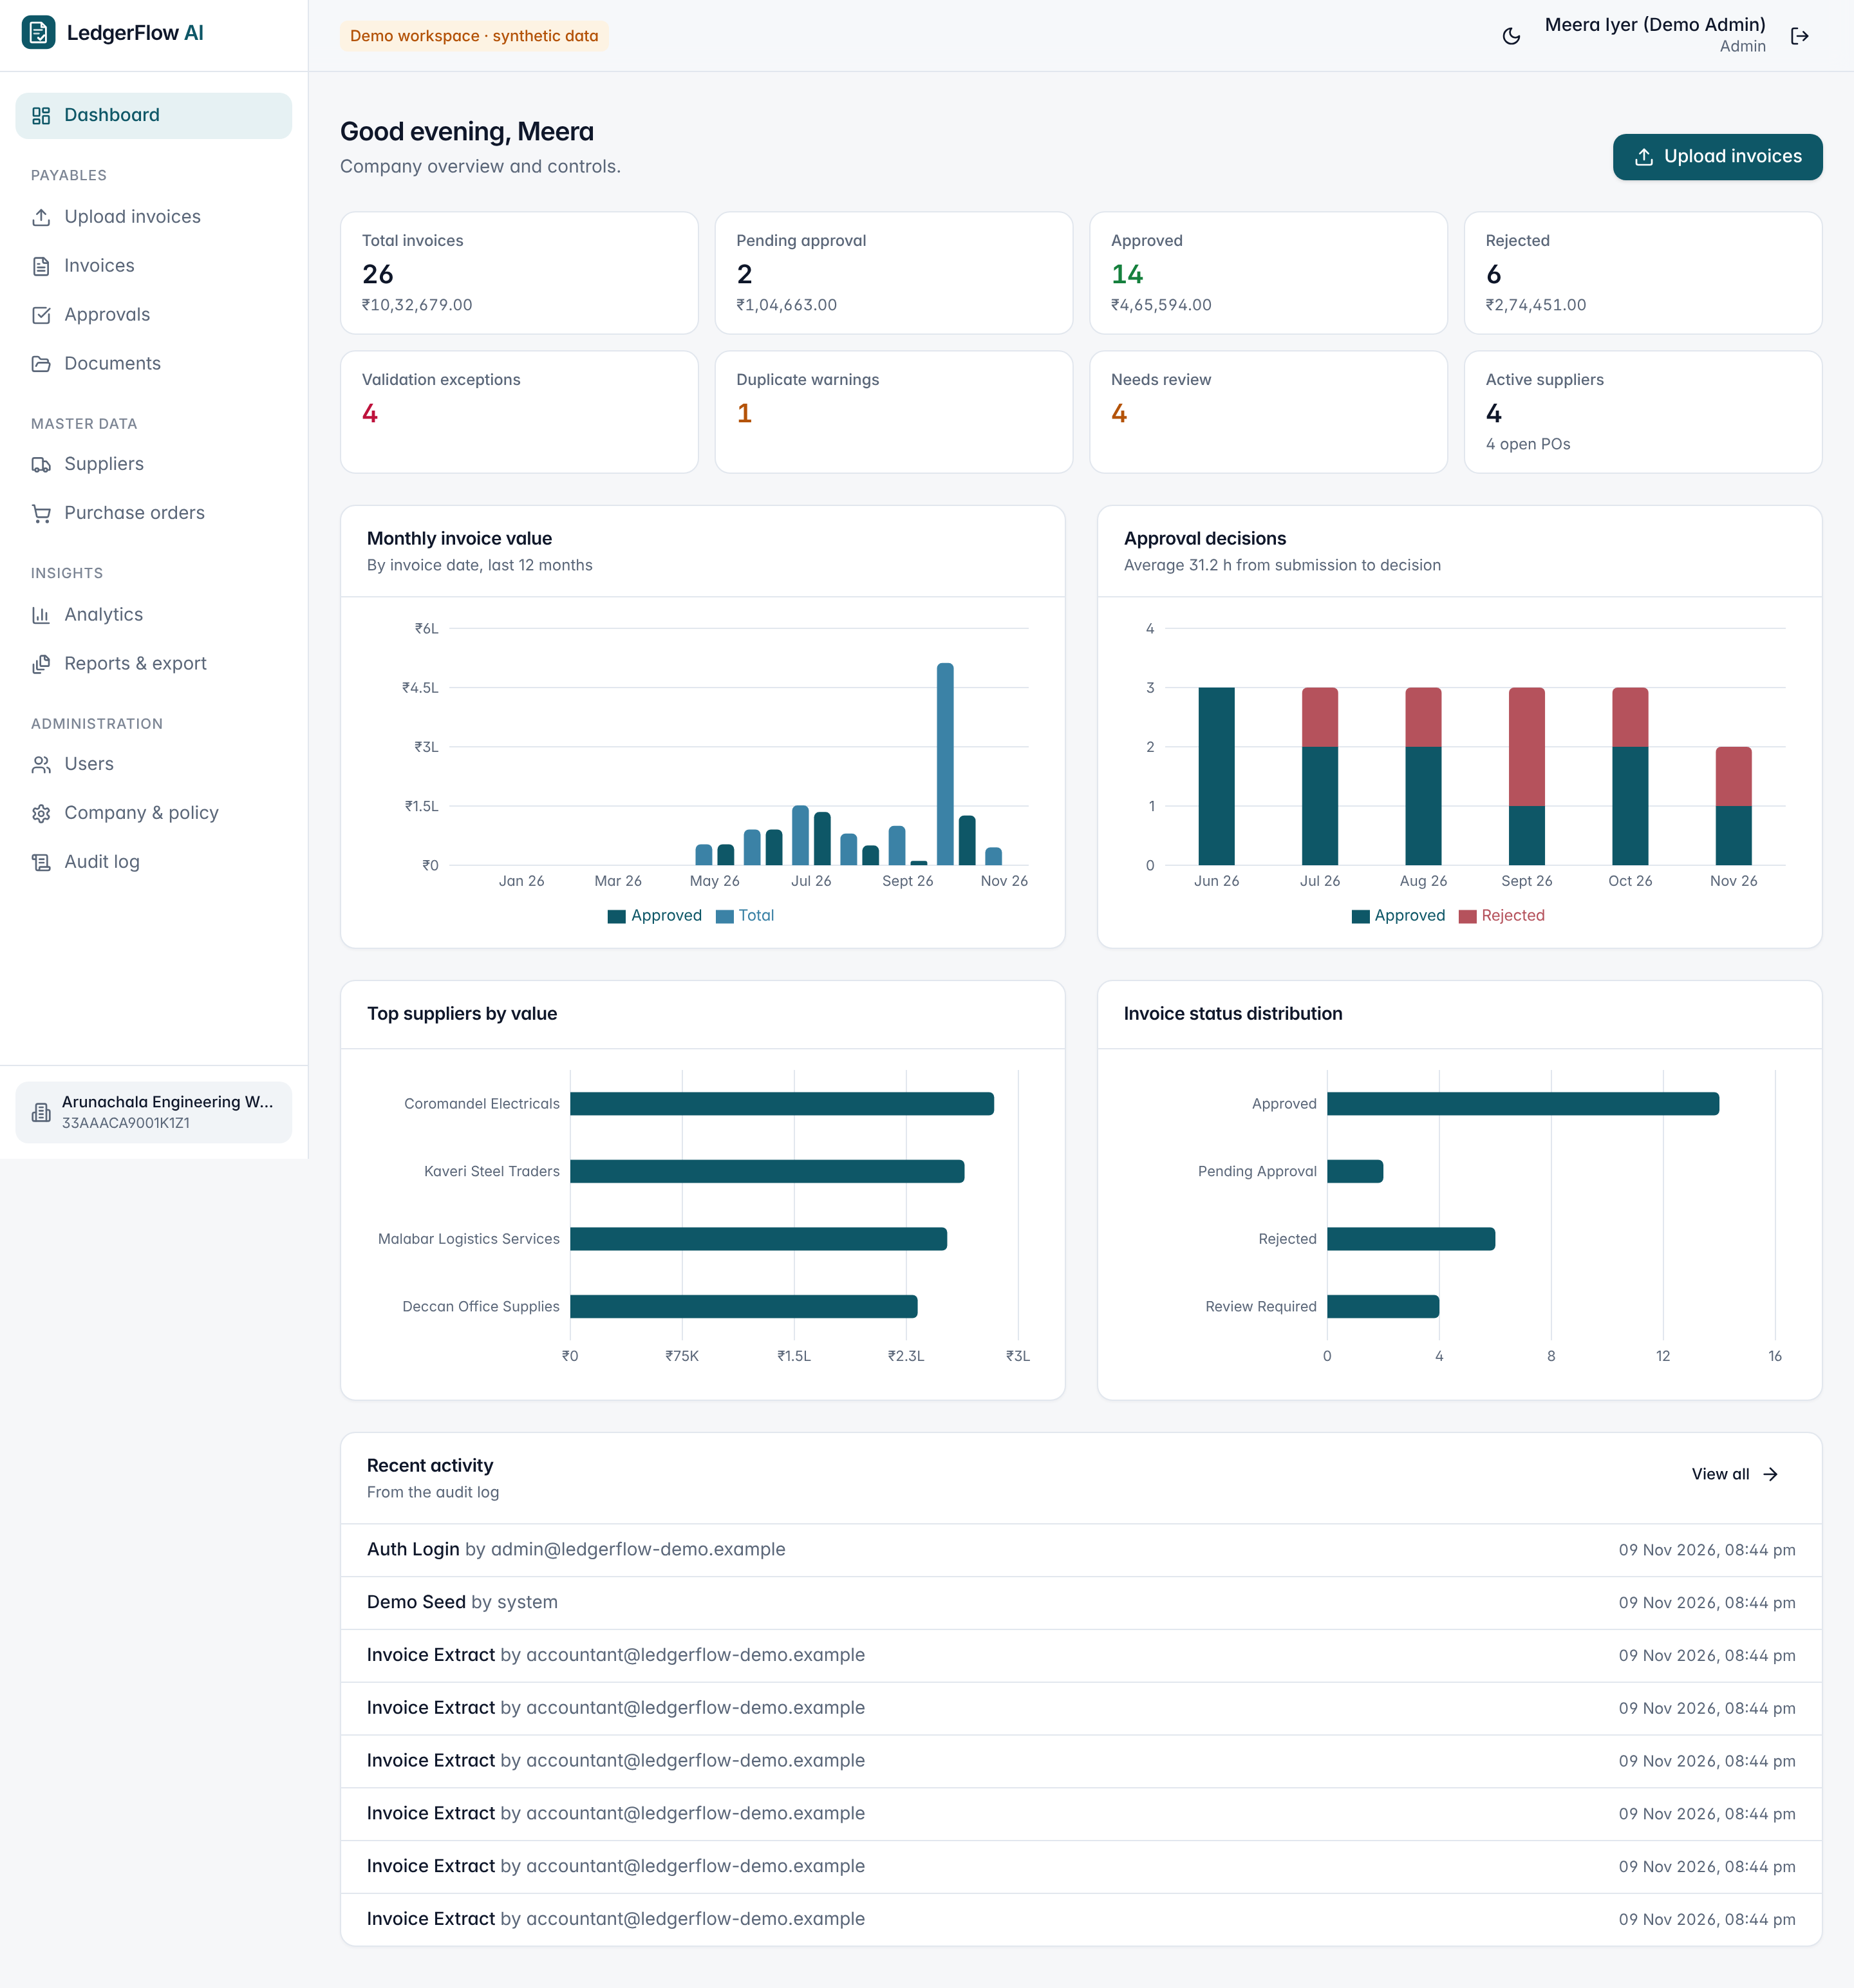 LedgerFlow AI
Demo workspace · synthetic data
Meera Iyer (Demo Admin)
Admin
Dashboard
PAYABLES
Upload invoices
Invoices
Approvals
Documents
MASTER DATA
Suppliers
Purchase orders
INSIGHTS
Analytics
Reports & export
ADMINISTRATION
Users
Company & policy
Audit log
Arunachala Engineering W...
33AAACA9001K1Z1
Good evening, Meera
Company overview and controls.
Upload invoices
Total invoices
26
₹10,32,679.00
Pending approval
2
₹1,04,663.00
Approved
14
₹4,65,594.00
Rejected
6
₹2,74,451.00
Validation exceptions
4
Duplicate warnings
1
Needs review
4
Active suppliers
4
4 open POs
Monthly invoice value
By invoice date, last 12 months
₹6L
₹4.5L
₹3L
₹1.5L
₹0
Jan 26 Mar 26 May 26 Jul 26 Sept 26 Nov 26
Approved Total
Approval decisions
Average 31.2 h from submission to decision
4
3
2
1
0
Jun 26 Jul 26 Aug 26 Sept 26 Oct 26 Nov 26
Approved Rejected
Top suppliers by value
Coromandel Electricals
Kaveri Steel Traders
Malabar Logistics Services
Deccan Office Supplies
₹0 ₹75K ₹1.5L ₹2.3L ₹3L
Invoice status distribution
Approved
Pending Approval
Rejected
Review Required
0 4 8 12 16
Recent activity
From the audit log
View all
Auth Login by admin@ledgerflow-demo.example 09 Nov 2026, 08:44 pm
Demo Seed by system 09 Nov 2026, 08:44 pm
Invoice Extract by accountant@ledgerflow-demo.example 09 Nov 2026, 08:44 pm
Invoice Extract by accountant@ledgerflow-demo.example 09 Nov 2026, 08:44 pm
Invoice Extract by accountant@ledgerflow-demo.example 09 Nov 2026, 08:44 pm
Invoice Extract by accountant@ledgerflow-demo.example 09 Nov 2026, 08:44 pm
Invoice Extract by accountant@ledgerflow-demo.example 09 Nov 2026, 08:44 pm
Invoice Extract by accountant@ledgerflow-demo.example 09 Nov 2026, 08:44 pm